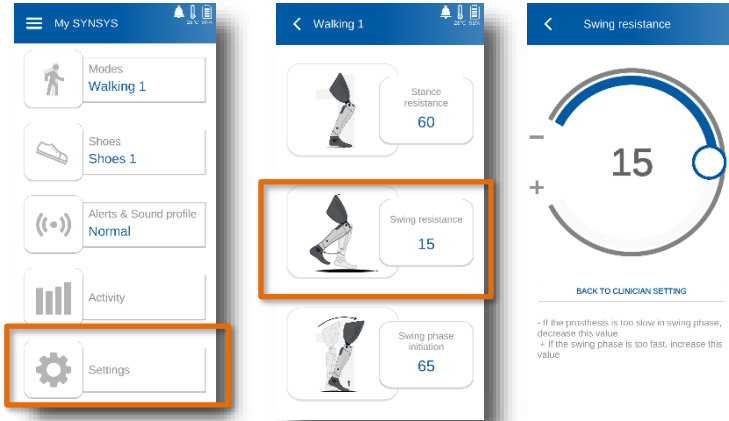 My SYNSYS
Modes
Walking 1
Shoes
Shoes 1
Alerts & Sound profile
Normal
Activity
Settings
Walking 1
Stance
resistance
60
Swing resistance
15
Swing phase
initiation
65
Swing resistance
15
BACK TO CLINICIAN SETTING
- If the prosthesis is too slow in swing phase,
decrease this value
+ If the swing phase is too fast, increase this
value